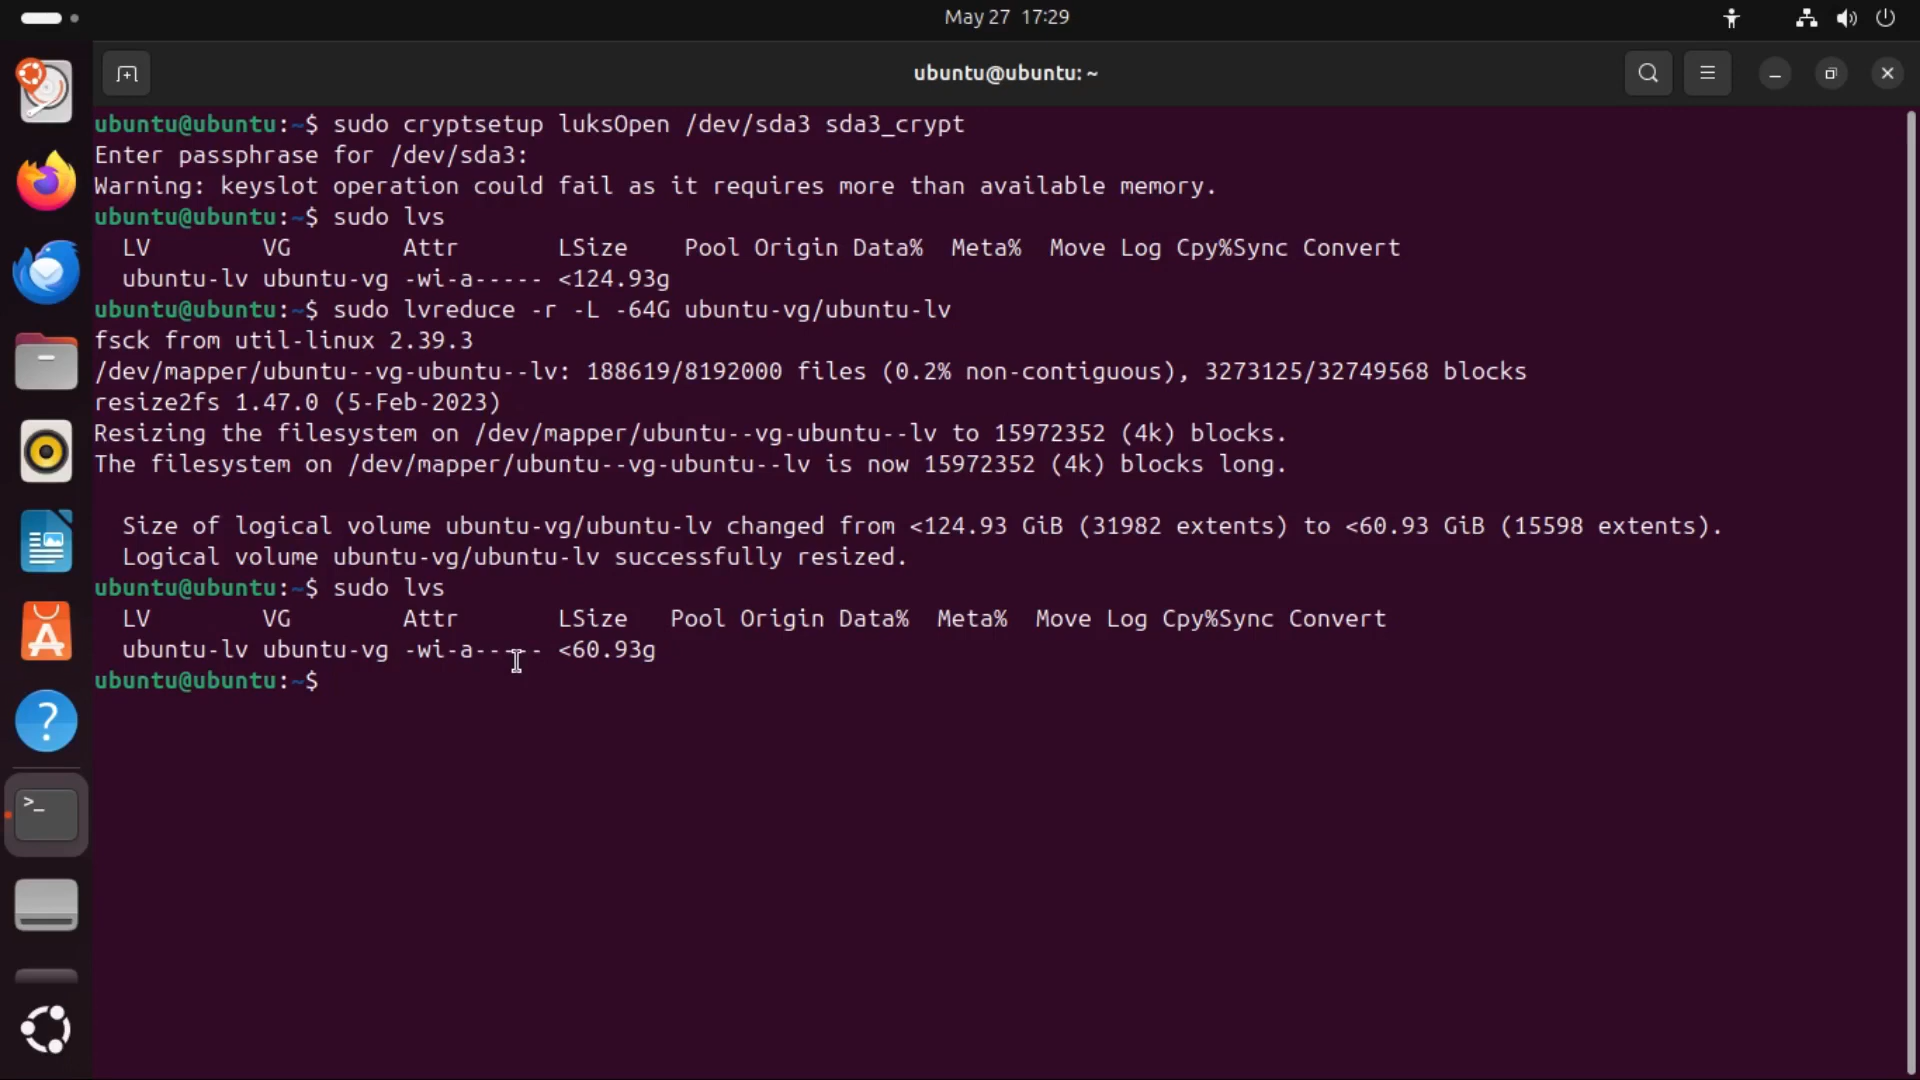 May 27 17:29
ubuntu@ubuntu: ~
ubuntu@ubuntu:~$ sudo cryptsetup luksOpen /dev/sda3 sda3_crypt
Enter passphrase for /dev/sda3:
Warning: keyslot operation could fail as it requires more than available memory.
ubuntu@ubuntu:~$ sudo lvs
  LV        VG        Attr       LSize    Pool Origin Data%  Meta%  Move Log Cpy%Sync Convert
  ubuntu-lv ubuntu-vg -wi-a----- <124.93g
ubuntu@ubuntu:~$ sudo lvreduce -r -L -64G ubuntu-vg/ubuntu-lv
fsck from util-linux 2.39.3
/dev/mapper/ubuntu--vg-ubuntu--lv: 188619/8192000 files (0.2% non-contiguous), 3273125/32749568 blocks
resize2fs 1.47.0 (5-Feb-2023)
Resizing the filesystem on /dev/mapper/ubuntu--vg-ubuntu--lv to 15972352 (4k) blocks.
The filesystem on /dev/mapper/ubuntu--vg-ubuntu--lv is now 15972352 (4k) blocks long.
  Size of logical volume ubuntu-vg/ubuntu-lv changed from <124.93 GiB (31982 extents) to <60.93 GiB (15598 extents).
  Logical volume ubuntu-vg/ubuntu-lv successfully resized.
ubuntu@ubuntu:~$ sudo lvs
  LV        VG        Attr       LSize   Pool Origin Data%  Meta%  Move Log Cpy%Sync Convert
  ubuntu-lv ubuntu-vg -wi-a----- <60.93g
ubuntu@ubuntu:~$